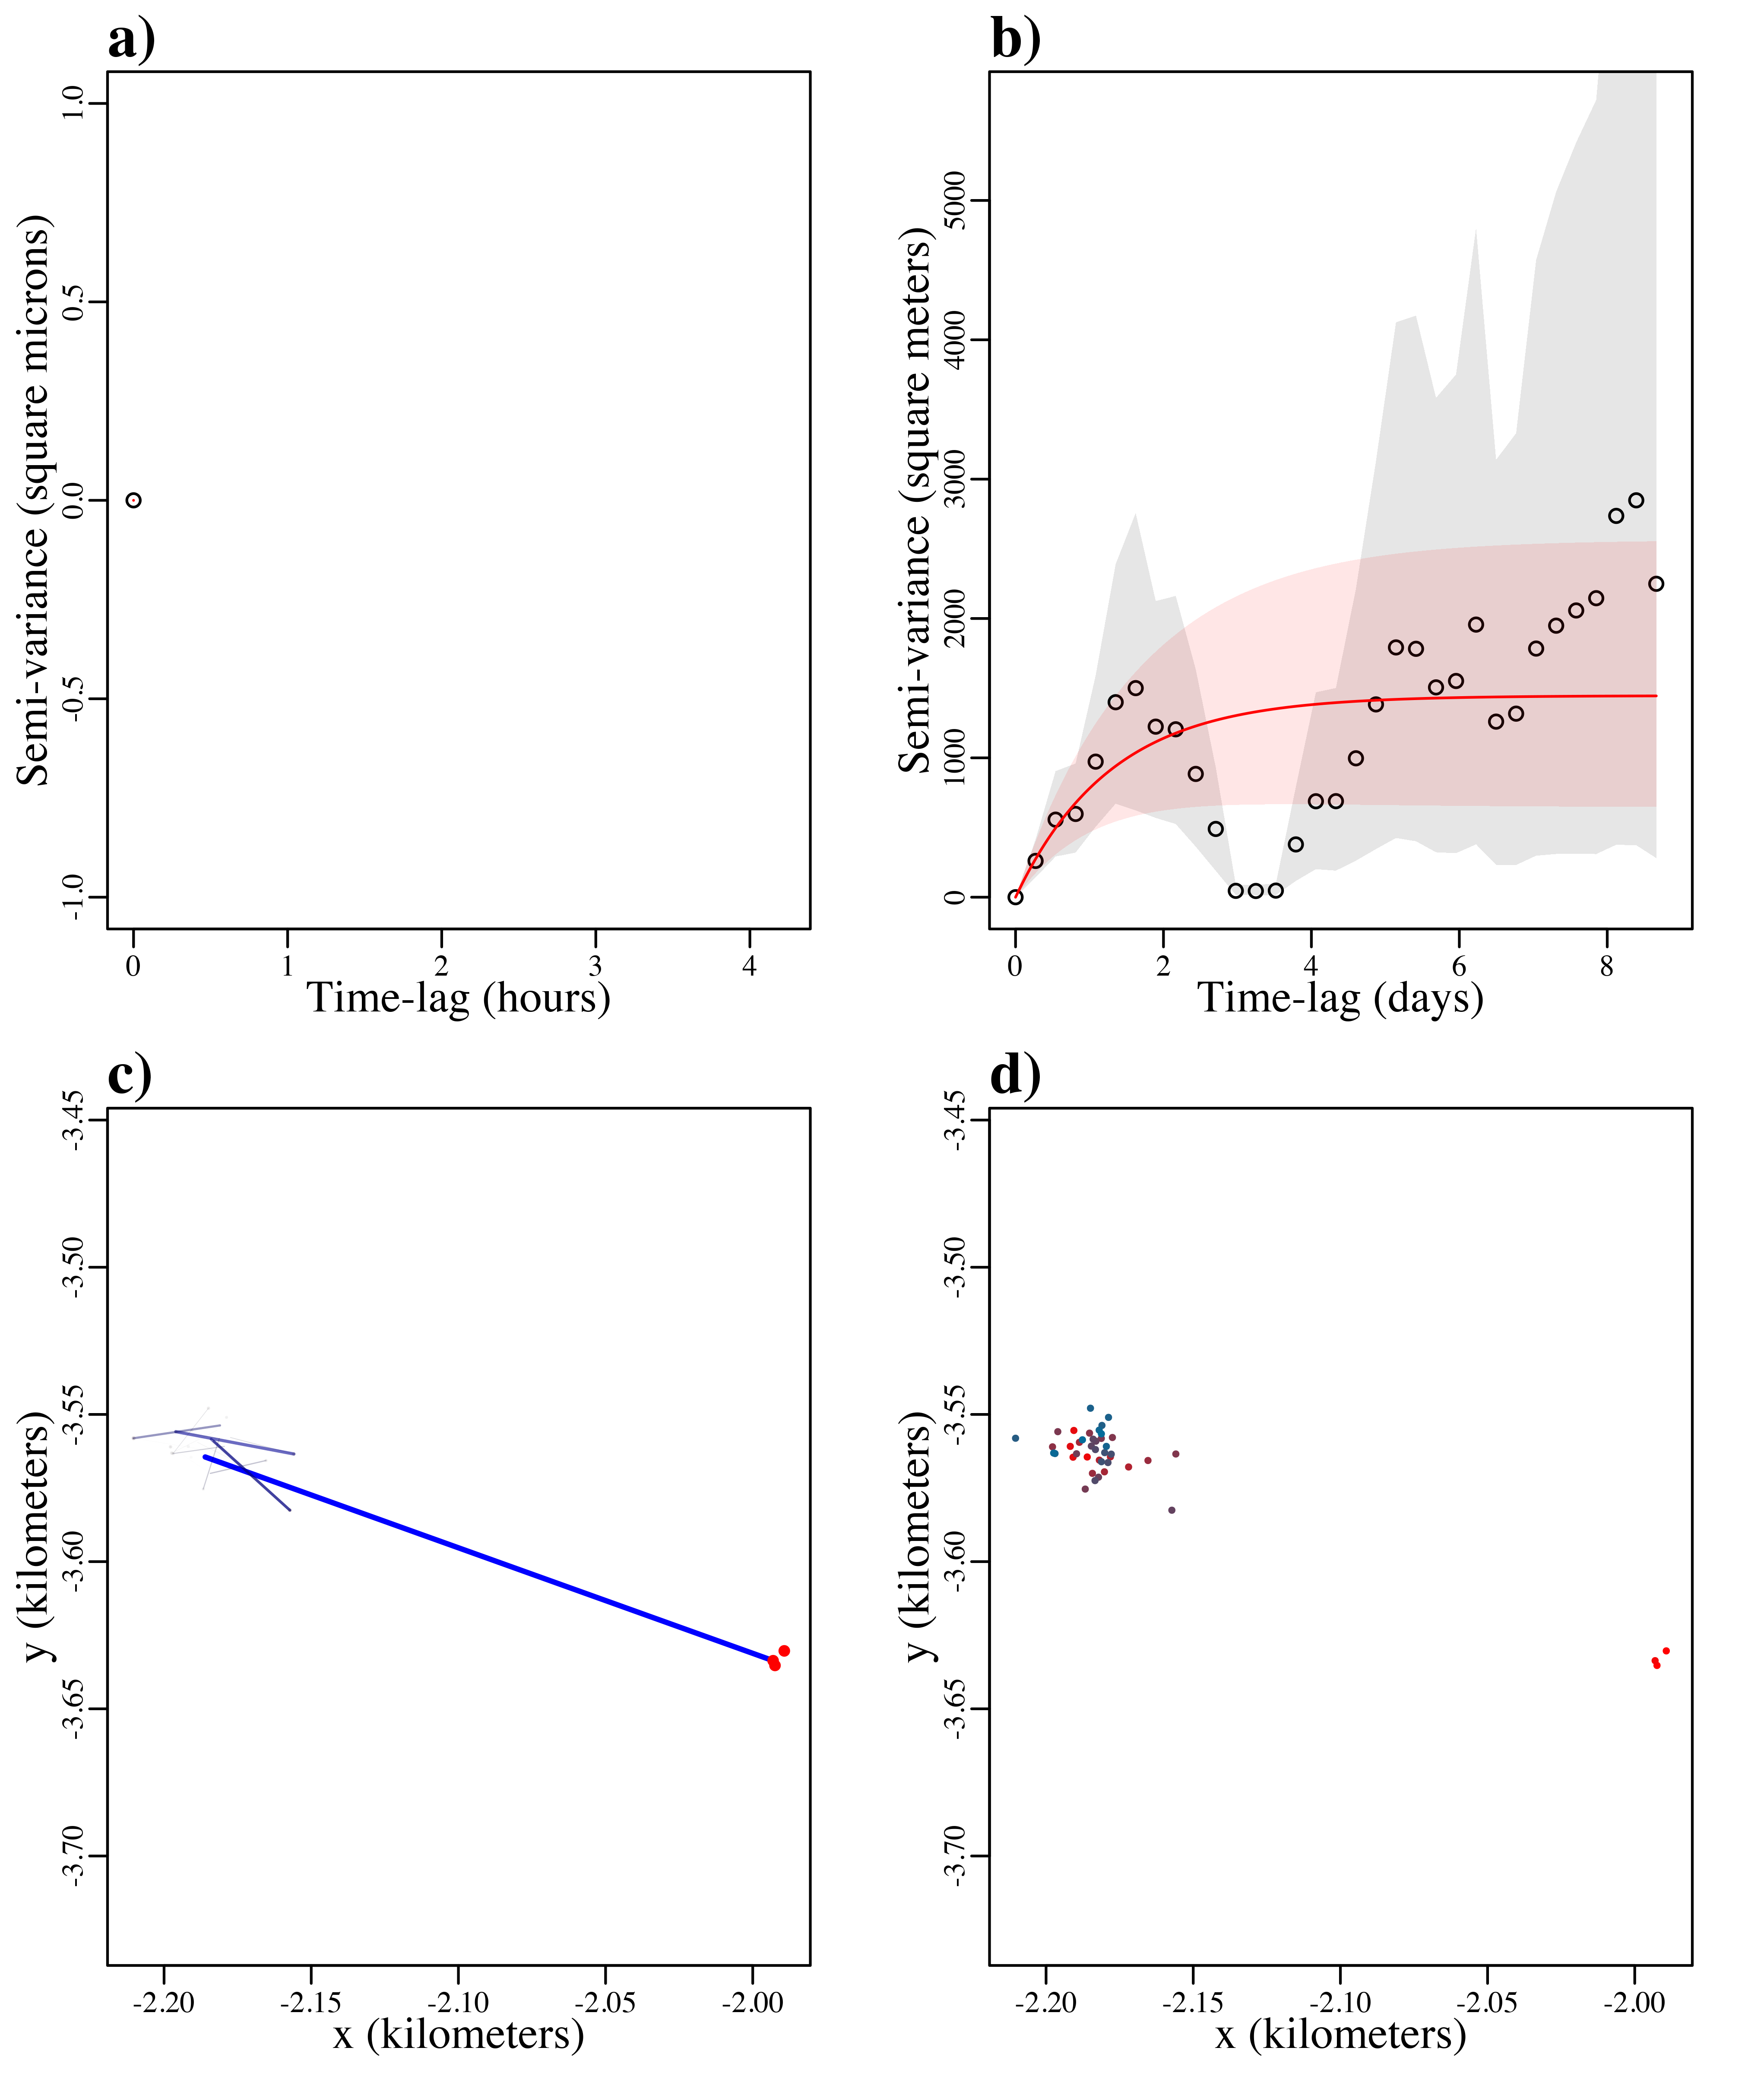 a)
Semi-variance (square microns)
1.0
0.5
0.0
-0.5
-1.0
0 1 2 3 4
Time-lag (hours)
b)
Semi-variance (square meters)
5000
4000
3000
2000
1000
0
0 2 4 6 8
Time-lag (days)
c)
y (kilometers)
-3.45
-3.50
-3.55
-3.60
-3.65
-3.70
-2.20 -2.15 -2.10 -2.05 -2.00
x (kilometers)
d)
y (kilometers)
-3.45
-3.50
-3.55
-3.60
-3.65
-3.70
-2.20 -2.15 -2.10 -2.05 -2.00
x (kilometers)